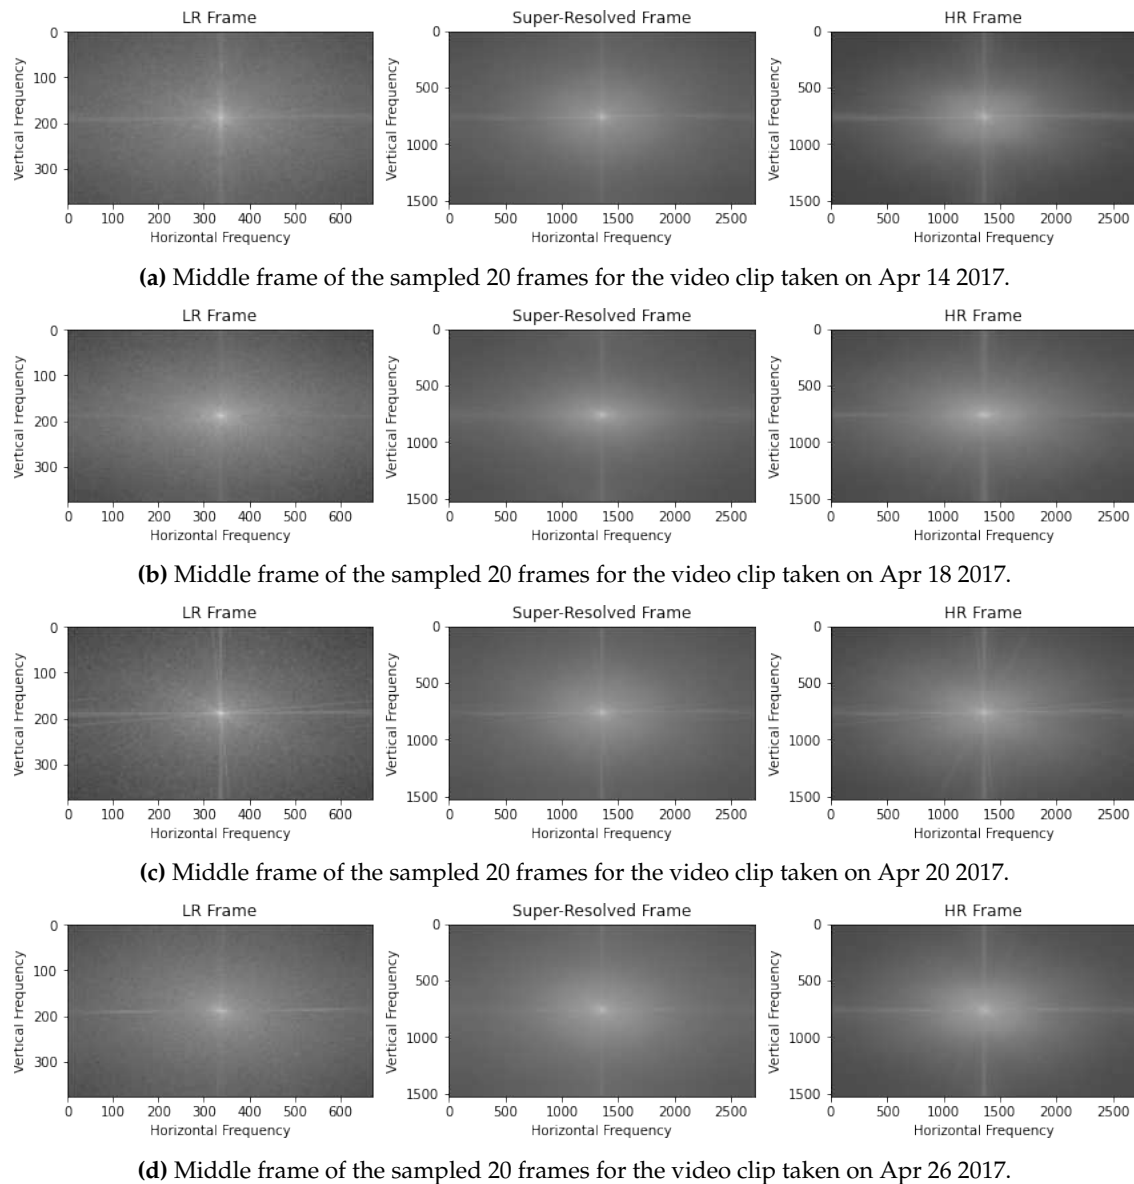 LR Frame Super-Resolved Frame HR Frame
Vertical Frequency
0
100
200
300
0 100 200 300 400 500 600
Horizontal Frequency
Vertical Frequency
0
500
1000
1500
0 500 1000 1500 2000 2500
Horizontal Frequency
Vertical Frequency
0
500
1000
1500
0 500 1000 1500 2000 2500
Horizontal Frequency
(a) Middle frame of the sampled 20 frames for the video clip taken on Apr 14 2017.
LR Frame Super-Resolved Frame HR Frame
Vertical Frequency
0
100
200
300
0 100 200 300 400 500 600
Horizontal Frequency
Vertical Frequency
0
500
1000
1500
0 500 1000 1500 2000 2500
Horizontal Frequency
Vertical Frequency
0
500
1000
1500
0 500 1000 1500 2000 2500
Horizontal Frequency
(b) Middle frame of the sampled 20 frames for the video clip taken on Apr 18 2017.
LR Frame Super-Resolved Frame HR Frame
Vertical Frequency
0
100
200
300
0 100 200 300 400 500 600
Horizontal Frequency
Vertical Frequency
0
500
1000
1500
0 500 1000 1500 2000 2500
Horizontal Frequency
Vertical Frequency
0
500
1000
1500
0 500 1000 1500 2000 2500
Horizontal Frequency
(c) Middle frame of the sampled 20 frames for the video clip taken on Apr 20 2017.
LR Frame Super-Resolved Frame HR Frame
Vertical Frequency
0
100
200
300
0 100 200 300 400 500 600
Horizontal Frequency
Vertical Frequency
0
500
1000
1500
0 500 1000 1500 2000 2500
Horizontal Frequency
Vertical Frequency
0
500
1000
1500
0 500 1000 1500 2000 2500
Horizontal Frequency
(d) Middle frame of the sampled 20 frames for the video clip taken on Apr 26 2017.